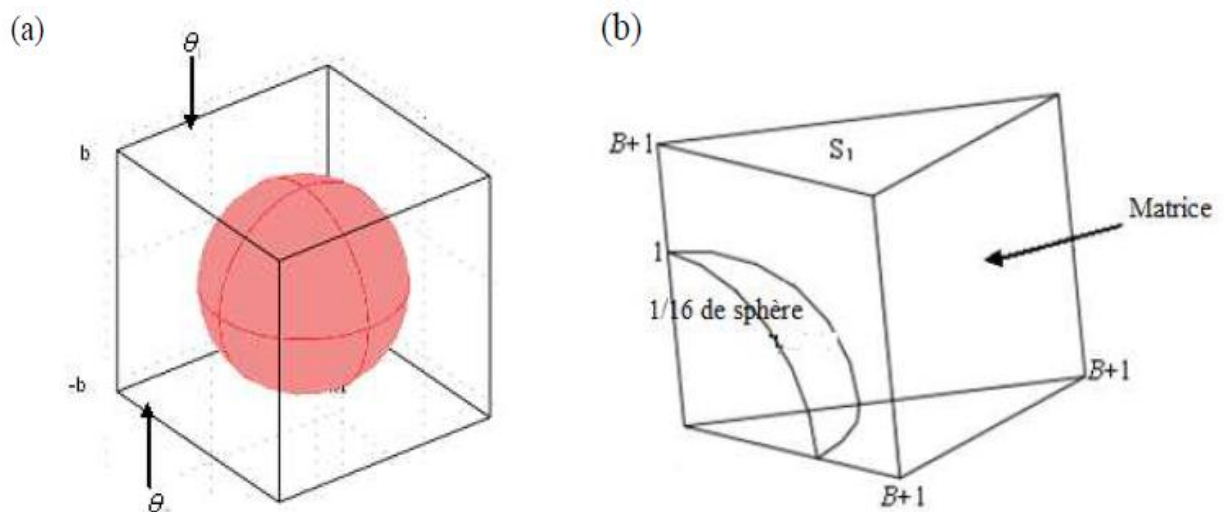 (a)
θ
b
-b
θ
(b)
B+1
S₁
Matrice
1
1/16 de sphère
B+1
B+1